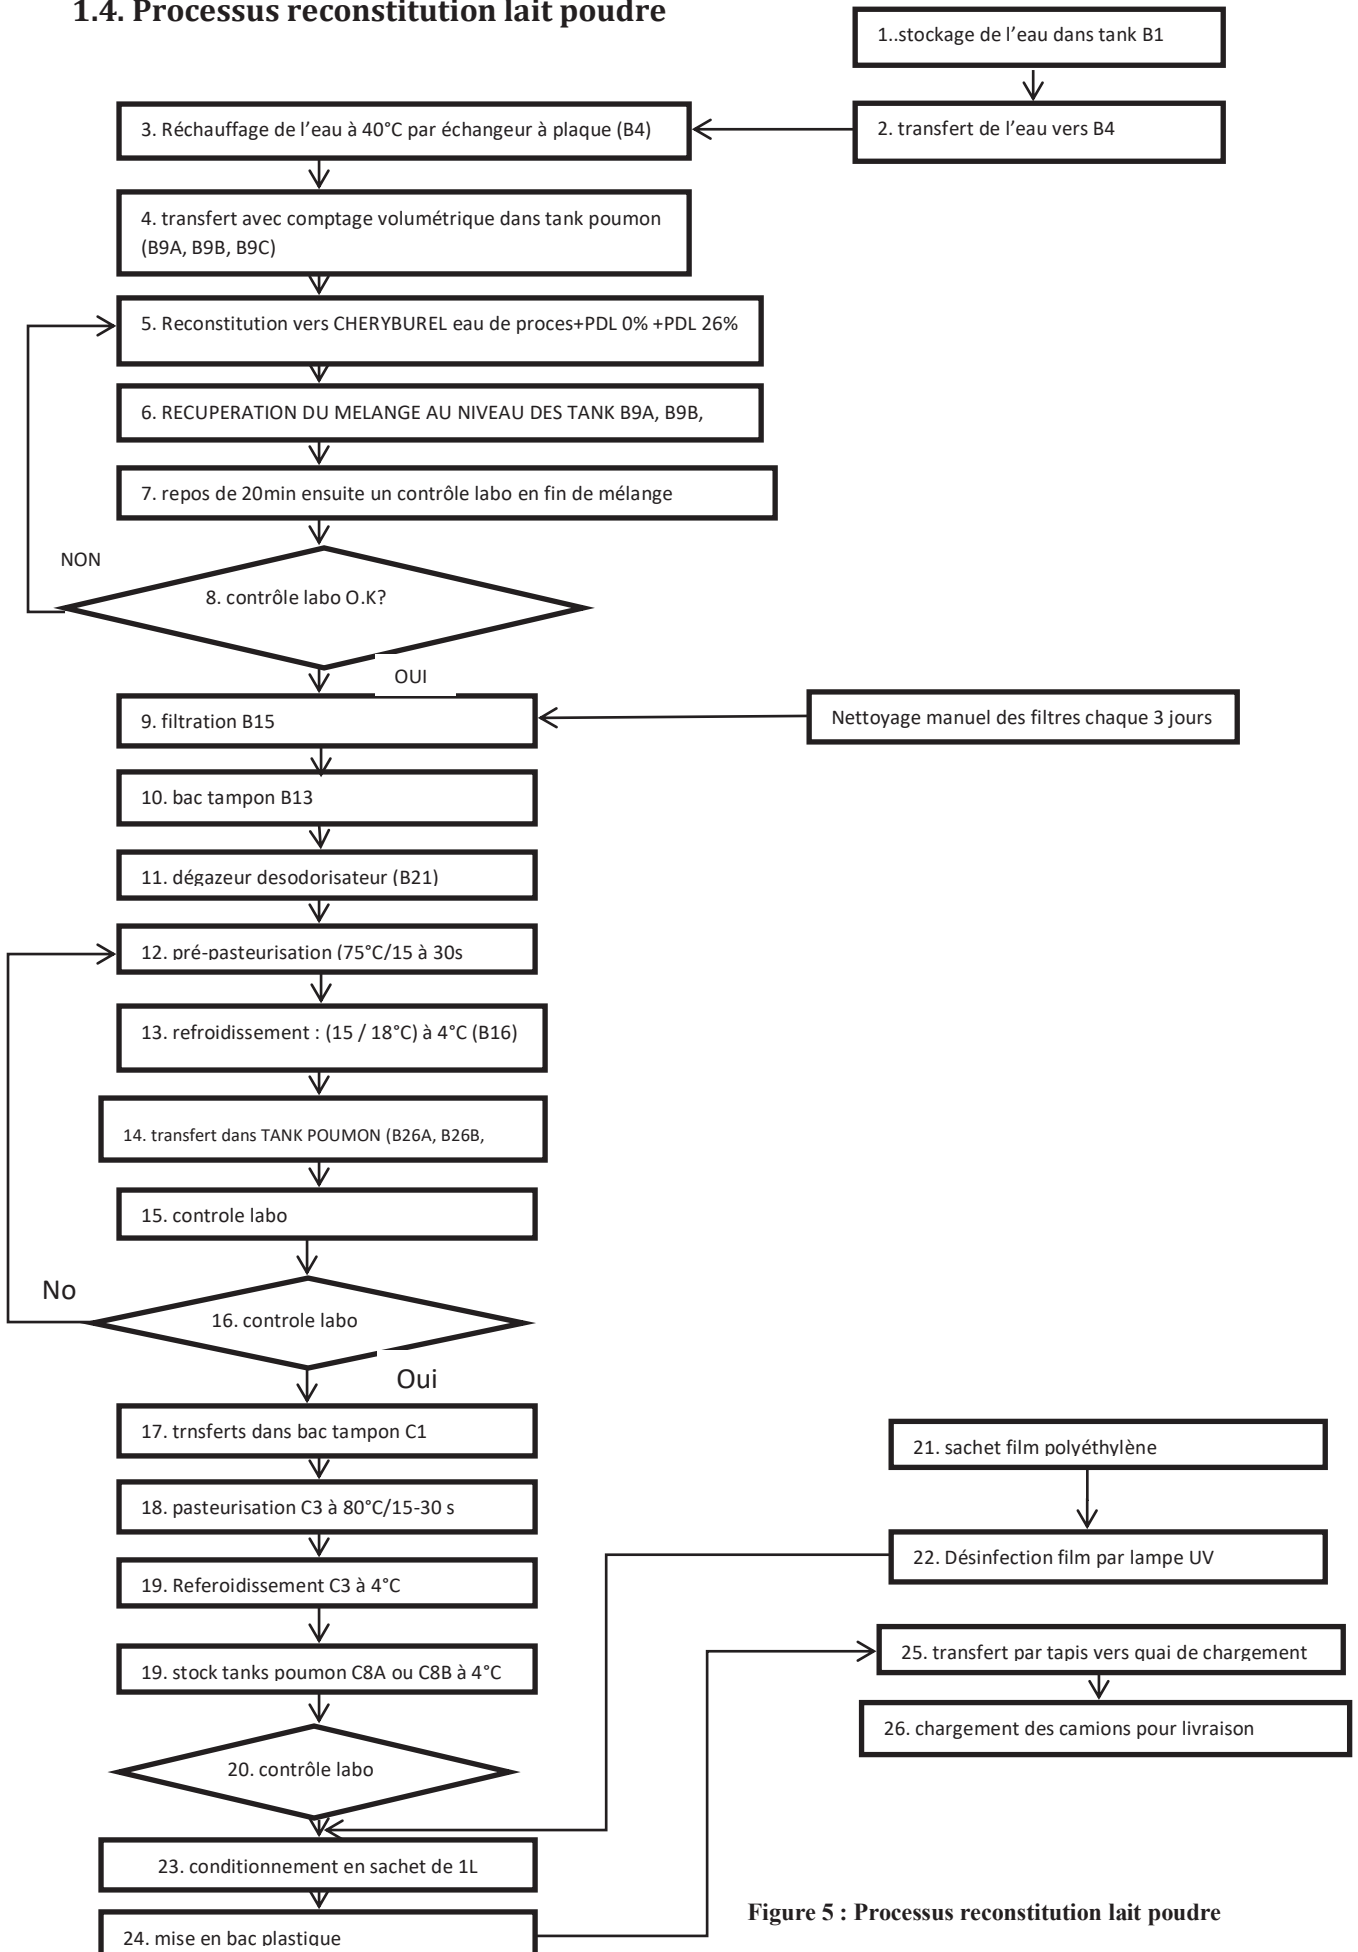 1.4. Processus reconstitution lait poudre
1..stockage de l'eau dans tank B1
2. transfert de l'eau vers B4
3. Réchauffage de l'eau à 40°C par échangeur à plaque (B4)
4. transfert avec comptage volumétrique dans tank poumon
(B9A, B9B, B9C)
5. Reconstitution vers CHERYBUREL eau de proces+PDL 0% +PDL 26%
6. RECUPERATION DU MELANGE AU NIVEAU DES TANK B9A, B9B,
7. repos de 20min ensuite un contrôle labo en fin de mélange
NON
8. contrôle labo O.K?
OUI
9. filtration B15
Nettoyage manuel des filtres chaque 3 jours
10. bac tampon B13
11. dégazeur desodorisateur (B21)
12. pré-pasteurisation (75°C/15 à 30s
13. refroidissement : (15 / 18°C) à 4°C (B16)
14. transfert dans TANK POUMON (B26A, B26B,
15. controle labo
No
16. controle labo
Oui
17. trnsferts dans bac tampon C1
18. pasteurisation C3 à 80°C/15-30 s
19. Referoidissement C3 à 4°C
19. stock tanks poumon C8A ou C8B à 4°C
20. contrôle labo
21. sachet film polyéthylène
22. Désinfection film par lampe UV
23. conditionnement en sachet de 1L
24. mise en bac plastique
25. transfert par tapis vers quai de chargement
26. chargement des camions pour livraison
Figure 5 : Processus reconstitution lait poudre